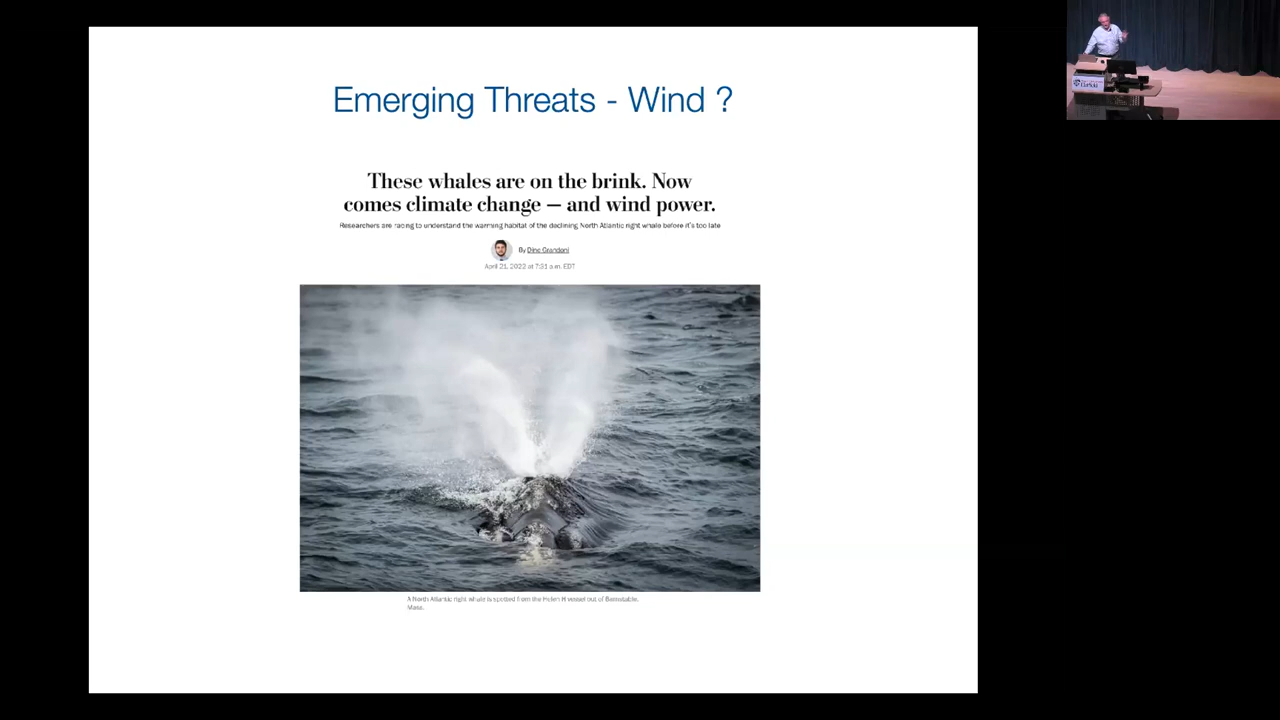 Emerging Threats - Wind ?
These whales are on the brink. Now
comes climate change — and wind power.
Researchers are racing to understand the warming habitat of the declining North Atlantic right whale before it's too late
By Dino Grandoni
April 21, 2022 at 7:31 a.m. EDT
A North Atlantic right whale is spotted from the Helen H vessel out of Barnstable,
Mass.